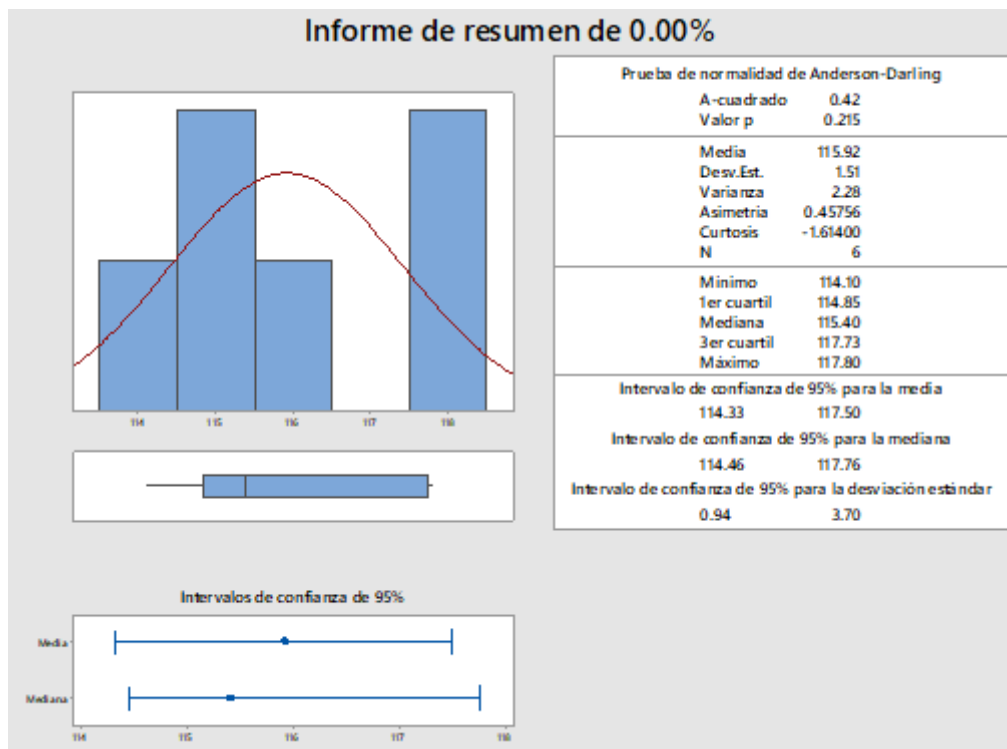 Informe de resumen de 0.00%
Prueba de normalidad de Anderson-Darling
A-cuadrado 0.42
Valor p 0.215
Media 115.92
Desv.Est. 1.51
Varianza 2.28
Asimetría 0.45756
Curtosis -1.61400
N 6
Mínimo 114.10
1er cuartil 114.85
Mediana 115.40
3er cuartil 117.73
Máximo 117.80
Intervalo de confianza de 95% para la media
114.33 117.50
Intervalo de confianza de 95% para la mediana
114.46 117.76
Intervalo de confianza de 95% para la desviación estándar
0.94 3.70
114 115 116 117 118
Intervalos de confianza de 95%
Media
Mediana
114 115 116 117 118